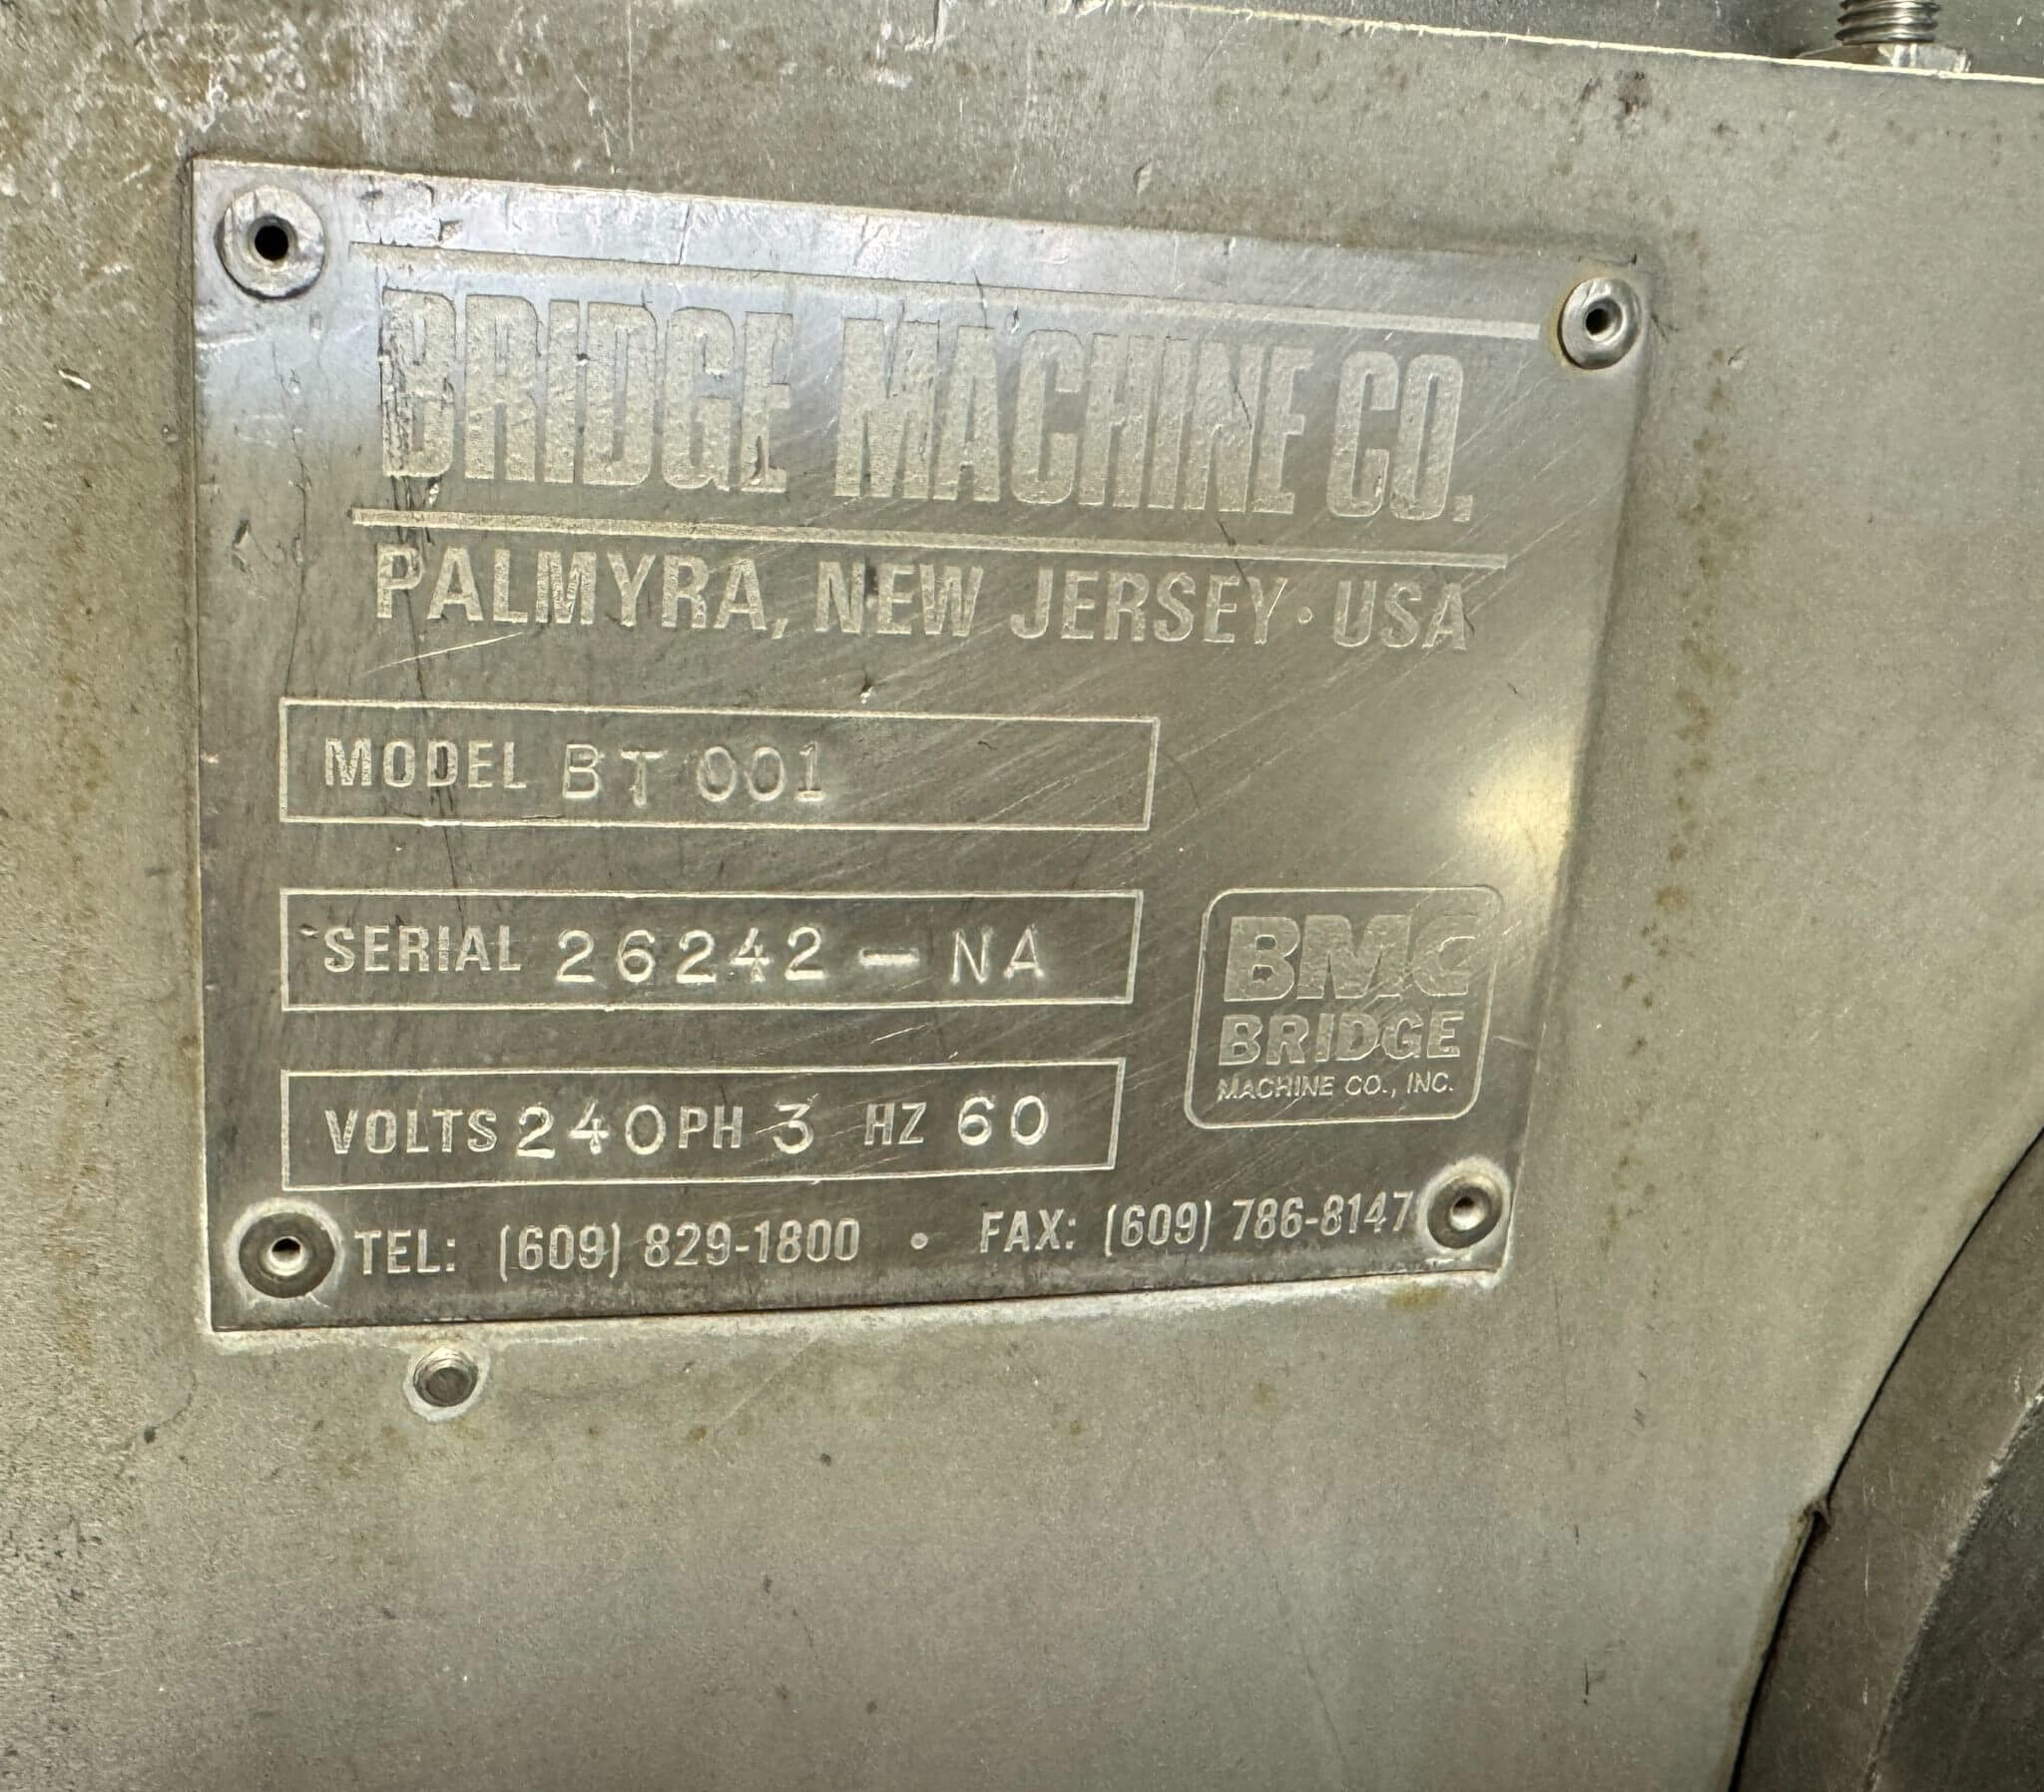 BRIDGE MACHINE CO.
PALMYRA, NEW JERSEY · USA
MODEL BT 001
SERIAL 26242 - NA
VOLTS 240 PH 3 HZ 60
BMC
BRIDGE
MACHINE CO., INC.
TEL: (609) 829-1800 • FAX: (609) 786-8147